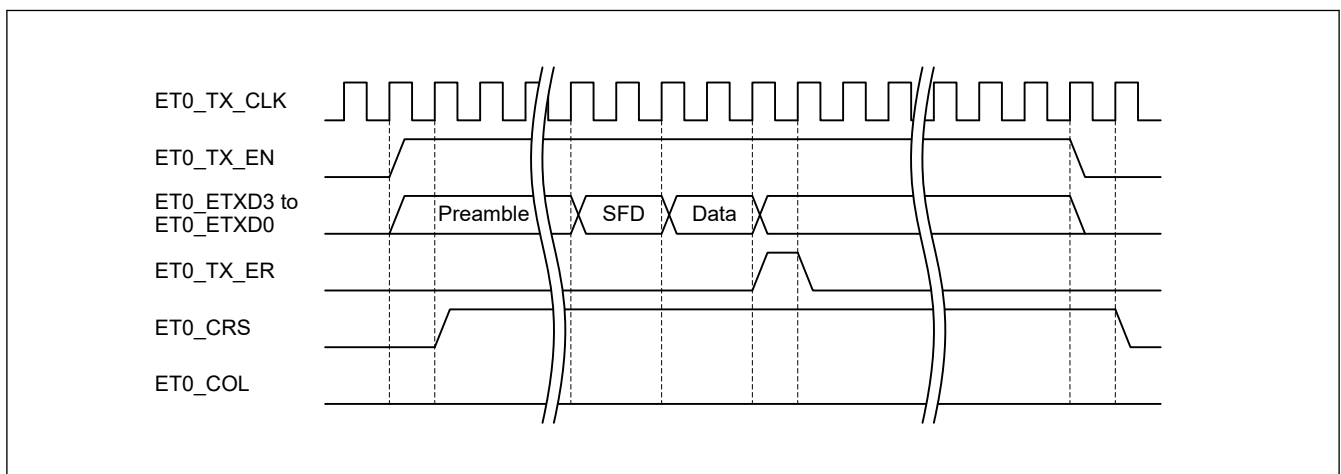 ET0_TX_CLK
ET0_TX_EN
ET0_ETXD3 to
ET0_ETXD0
Preamble SFD Data
ET0_TX_ER
ET0_CRS
ET0_COL